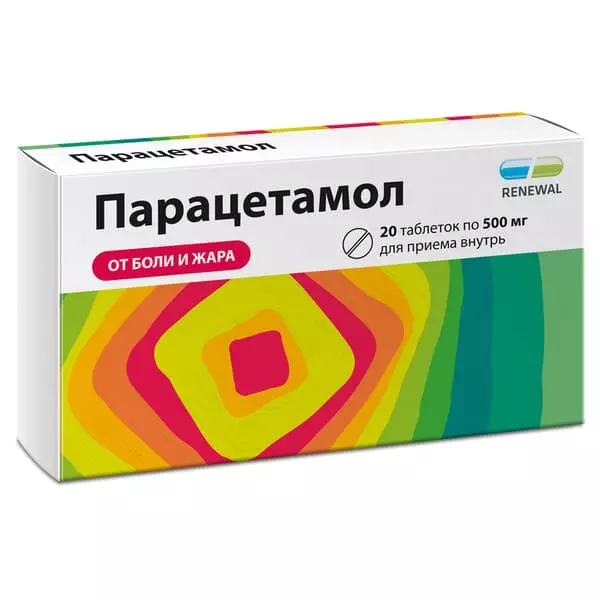 Парацетамол
Парацетамол
ОТ БОЛИ И ЖАРА
RENEWAL
20 таблеток по 500 мг
для приема внутрь